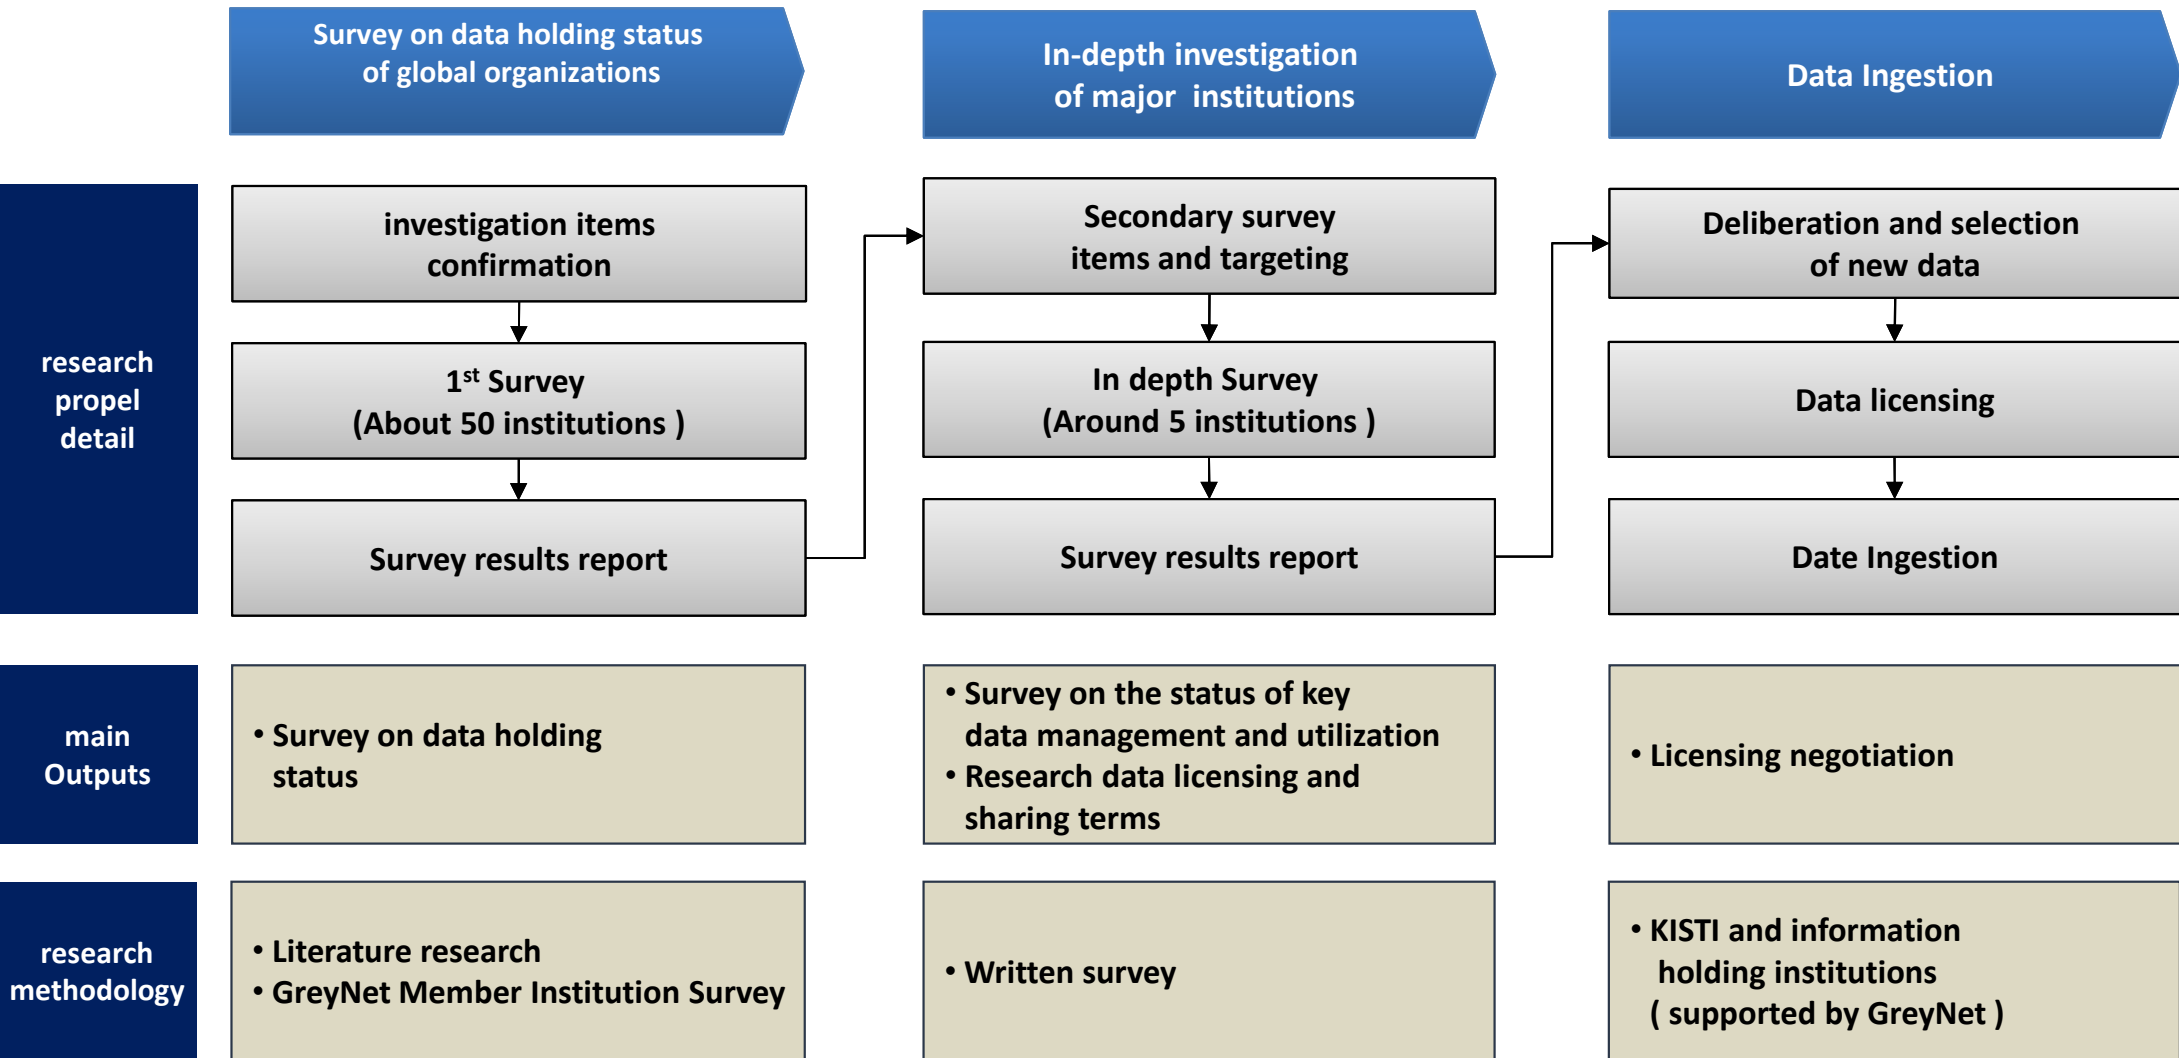 Survey on data holding status
of global organizations
In-depth investigation
of major institutions
Data Ingestion
research
propel
detail
investigation items
confirmation
1st Survey
(About 50 institutions )
Survey results report
Secondary survey
items and targeting
In depth Survey
(Around 5 institutions )
Survey results report
Deliberation and selection
of new data
Data licensing
Date Ingestion
main
Outputs
• Survey on data holding
status
• Survey on the status of key
data management and utilization
• Research data licensing and
sharing terms
• Licensing negotiation
research
methodology
• Literature research
• GreyNet Member Institution Survey
• Written survey
• KISTI and information
holding institutions
( supported by GreyNet )